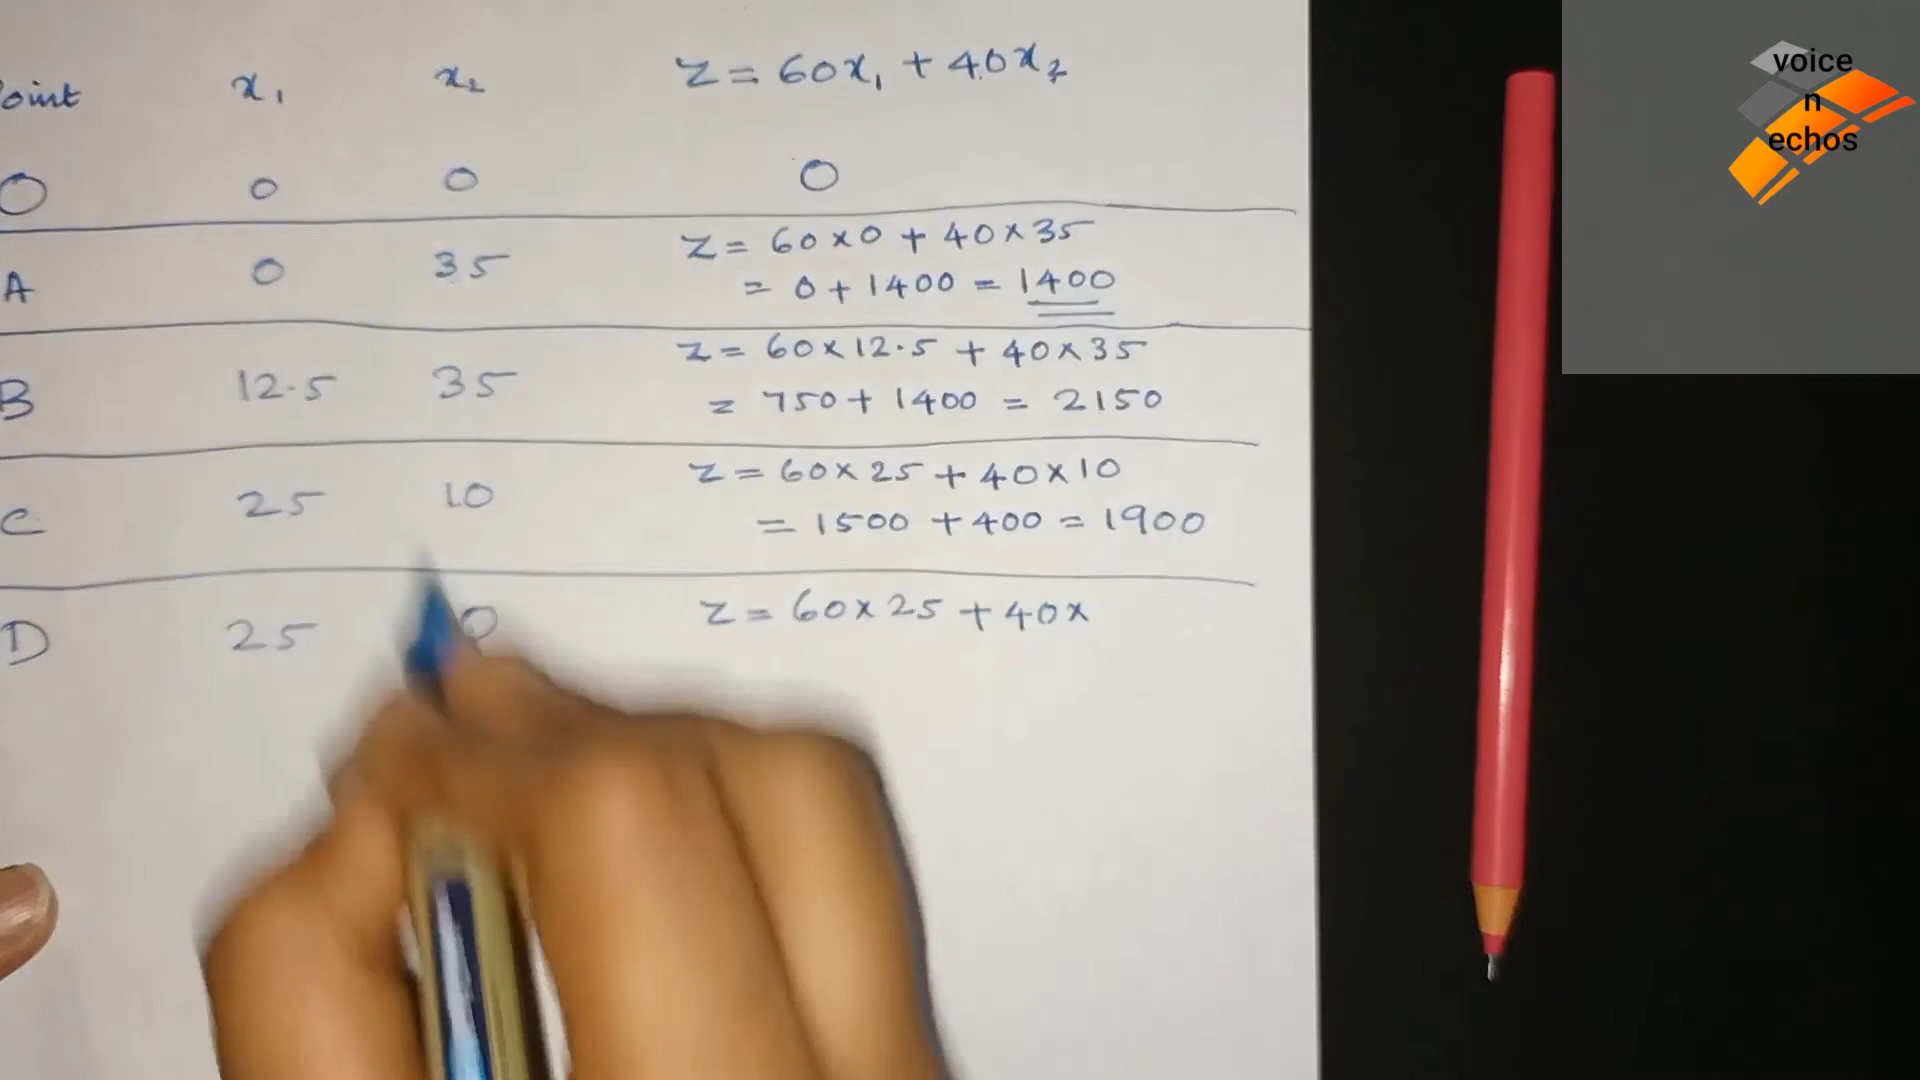 oint x₁ x₂ Z = 60x₁ + 40x₂
O 0 0 0
A 0 35 Z = 60×0 + 40×35
= 0 + 1400 = 1400
B 12.5 35 Z = 60×12.5 + 40×35
= 750 + 1400 = 2150
C 25 10 Z = 60×25 + 40×10
= 1500 + 400 = 1900
D 25 0 Z = 60×25 + 40×
voice
n
echos